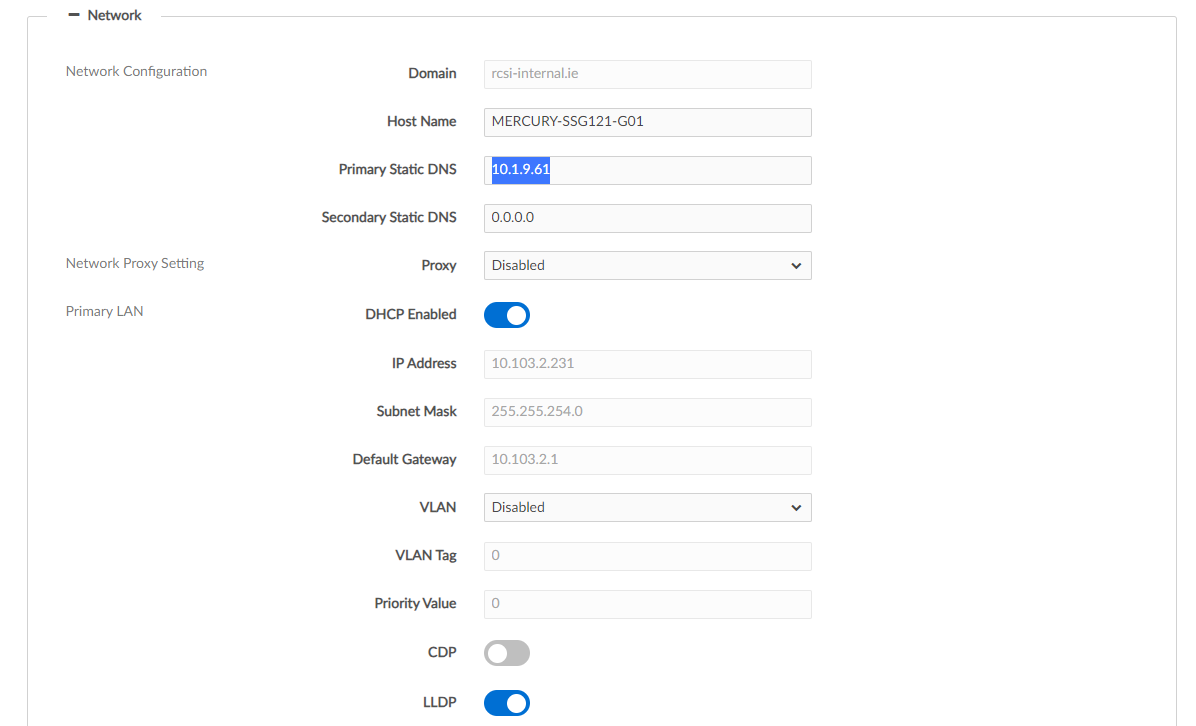 Network
Network Configuration
Domain
rcsi-internal.ie
Host Name
MERCURY-SSG121-G01
Primary Static DNS
10.1.9.61
Secondary Static DNS
0.0.0.0
Network Proxy Setting
Proxy
Disabled
Primary LAN
DHCP Enabled
IP Address
10.103.2.231
Subnet Mask
255.255.254.0
Default Gateway
10.103.2.1
VLAN
Disabled
VLAN Tag
0
Priority Value
0
CDP
LLDP